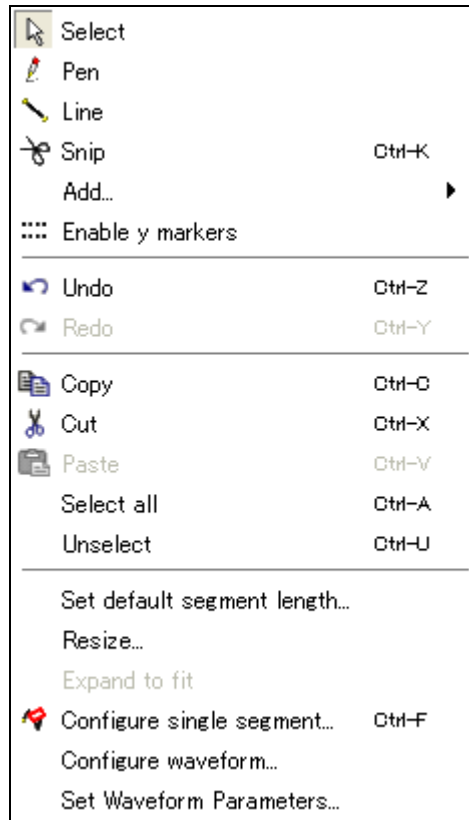 Select
Pen
Line
Snip Ctrl-K
Add...
Enable y markers
Undo Ctrl-Z
Redo Ctrl-Y
Copy Ctrl-C
Cut Ctrl-X
Paste Ctrl-V
Select all Ctrl-A
Unselect Ctrl-U
Set default segment length...
Resize...
Expand to fit
Configure single segment... Ctrl-F
Configure waveform...
Set Waveform Parameters...